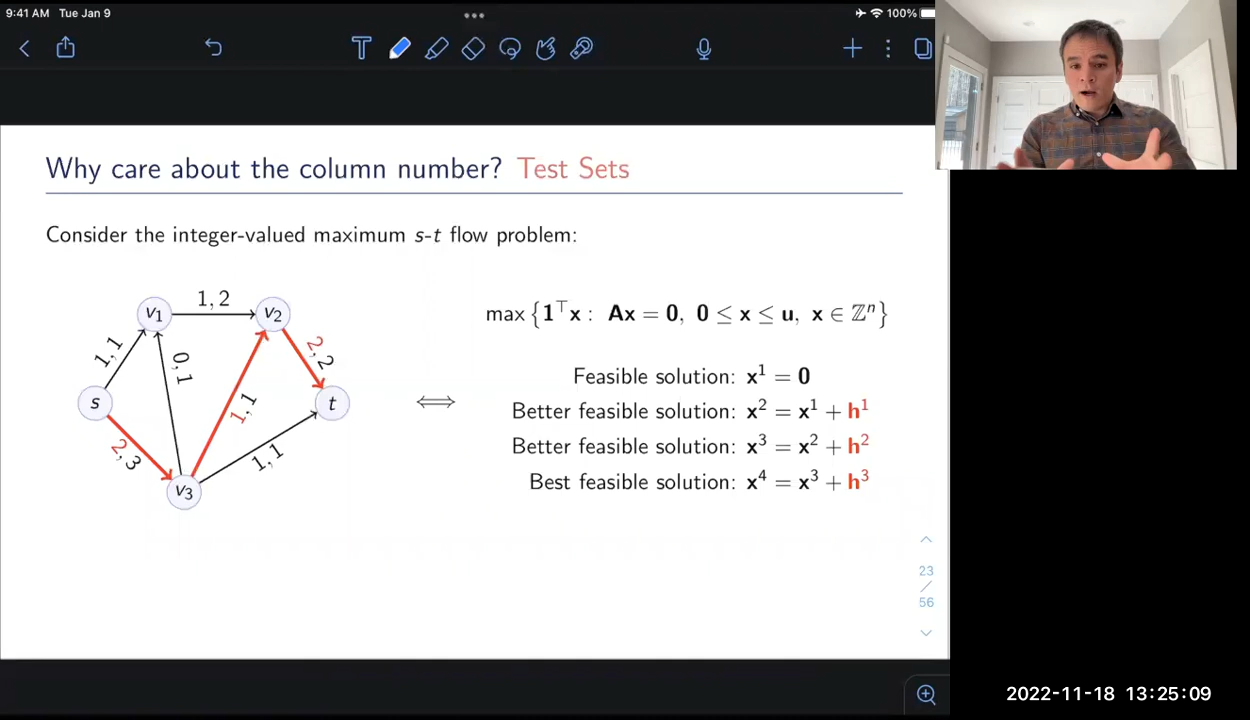 9:41 AM Tue Jan 9
100%
Why care about the column number? Test Sets
Consider the integer-valued maximum s-t flow problem:
v₁ 1, 2 v₂
1, 1
0, 1
2, 2
s
1, 1
t
2, 3
1, 1
v₃
⟺
max {1ᵀx : Ax = 0, 0 ≤ x ≤ u, x ∈ ℤⁿ}
Feasible solution: x¹ = 0
Better feasible solution: x² = x¹ + h¹
Better feasible solution: x³ = x² + h²
Best feasible solution: x⁴ = x³ + h³
23
/
56
2022-11-18 13:25:09